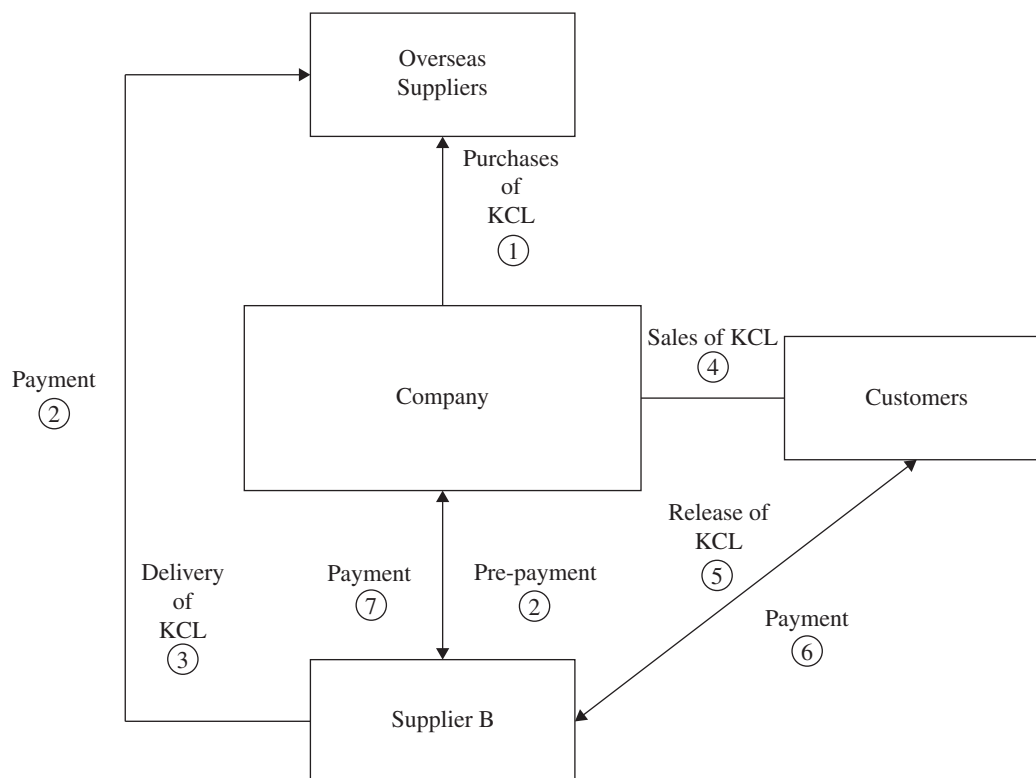 Overseas
Suppliers
Purchases
of
KCL
1
Sales of KCL
4
Payment
2
Company
Customers
Release of
KCL
5
Delivery
of
KCL
3
Payment
7
Pre-payment
2
Payment
6
Supplier B